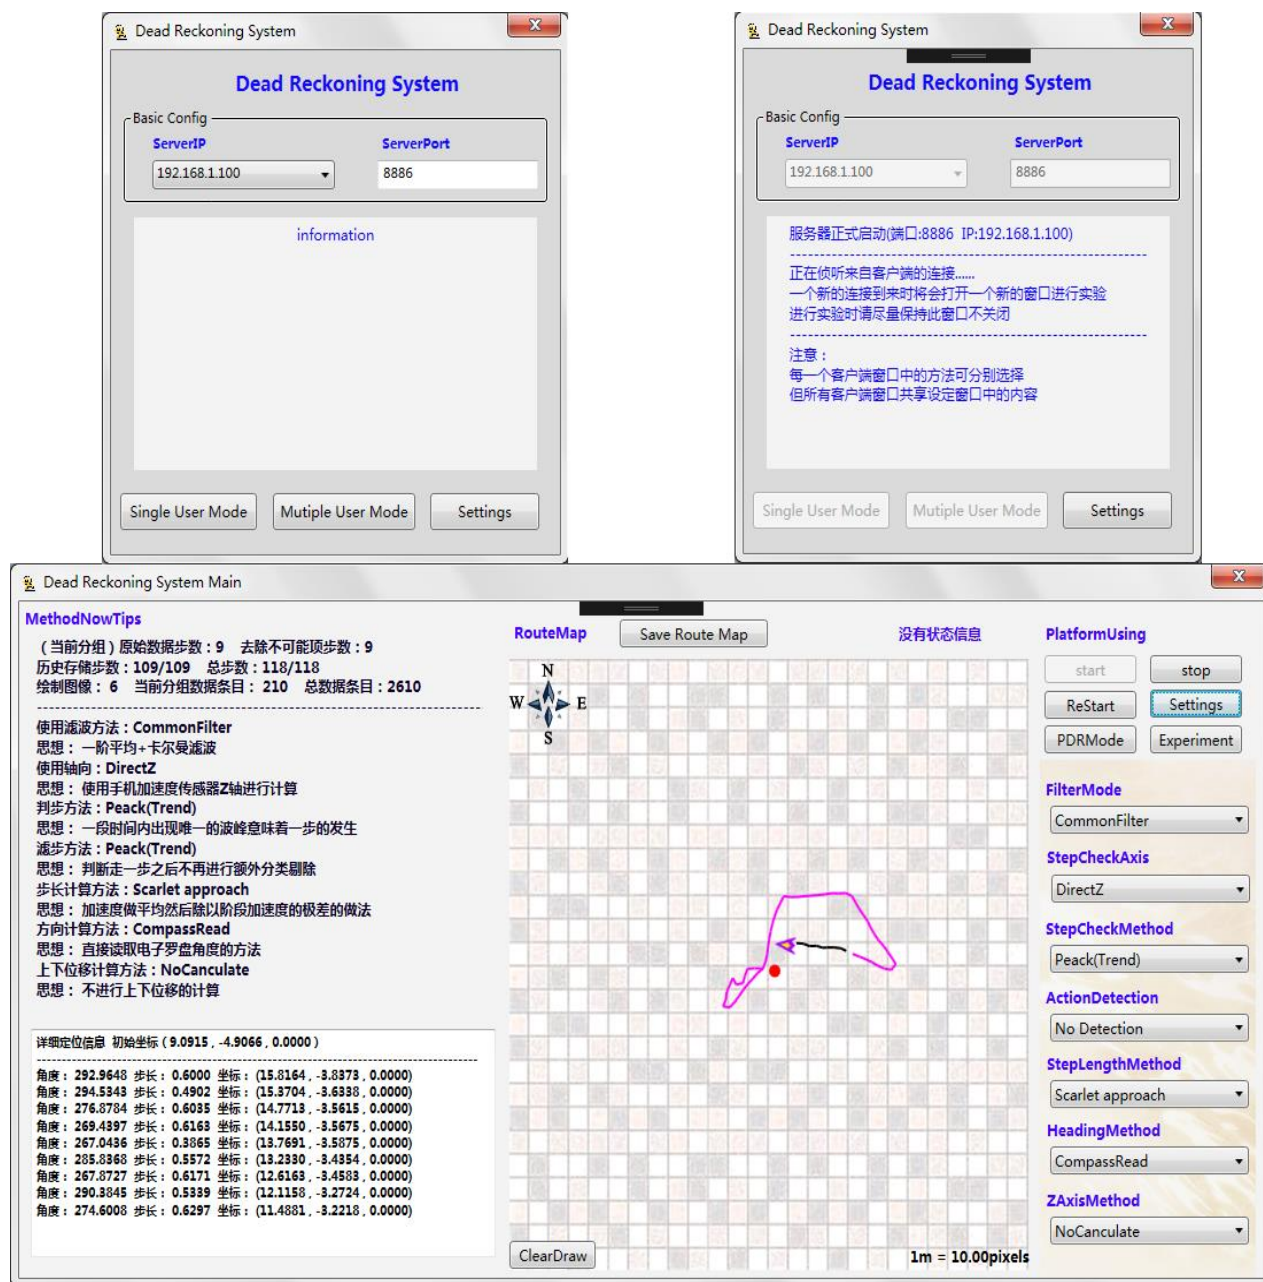 Dead Reckoning System
Dead Reckoning System
Basic Config
ServerIP
ServerPort
192.168.1.100
8886
information
Single User Mode
Mutiple User Mode
Settings
Dead Reckoning System
Dead Reckoning System
Basic Config
ServerIP
ServerPort
192.168.1.100
8886
服务器正式启动(端口:8886 IP:192.168.1.100)
正在侦听来自客户端的连接......
一个新的连接到来时将会打开一个新的窗口进行实验
进行实验时请尽量保持此窗口不关闭
注意：
每一个客户端窗口中的方法可分别选择
但所有客户端窗口共享设定窗口中的内容
Single User Mode
Mutiple User Mode
Settings
Dead Reckoning System Main
MethodNowTips
（当前分组）原始数据步数：9 去除不可能顶步数：9
历史存储步数：109/109 总步数：118/118
绘制图像： 6 当前分组数据条目： 210 总数据条目：2610
使用滤波方法：CommonFilter
思想： 一阶平均+卡尔曼滤波
使用轴向：DirectZ
思想： 使用手机加速度传感器Z轴进行计算
判步方法：Peack(Trend)
思想： 一段时间内出现唯一的波峰意味着一步的发生
滤步方法：Peack(Trend)
思想： 判断走一步之后不再进行额外分类剔除
步长计算方法：Scarlet approach
思想： 加速度做平均然后除以阶段加速度的极差的做法
方向计算方法：CompassRead
思想： 直接读取电子罗盘角度的方法
上下位移计算方法：NoCanculate
思想： 不进行上下位移的计算
详细定位信息 初始坐标（9.0915 , -4.9066 , 0.0000）
角度： 292.9648 步长： 0.6000 坐标： (15.8164 , -3.8373 , 0.0000)
角度： 294.5343 步长： 0.4902 坐标： (15.3704 , -3.6338 , 0.0000)
角度： 276.8784 步长： 0.6035 坐标： (14.7713 , -3.5615 , 0.0000)
角度： 269.4397 步长： 0.6163 坐标： (14.1550 , -3.5675 , 0.0000)
角度： 267.0436 步长： 0.3865 坐标： (13.7691 , -3.5875 , 0.0000)
角度： 285.8368 步长： 0.5572 坐标： (13.2330 , -3.4354 , 0.0000)
角度： 267.8727 步长： 0.6171 坐标： (12.6163 , -3.4583 , 0.0000)
角度： 290.3845 步长： 0.5339 坐标： (12.1158 , -3.2724 , 0.0000)
角度： 274.6008 步长： 0.6297 坐标： (11.4881 , -3.2218 , 0.0000)
RouteMap
Save Route Map
没有状态信息
N
W
E
S
ClearDraw
1m = 10.00pixels
PlatformUsing
start
stop
ReStart
Settings
PDRMode
Experiment
FilterMode
CommonFilter
StepCheckAxis
DirectZ
StepCheckMethod
Peack(Trend)
ActionDetection
No Detection
StepLengthMethod
Scarlet approach
HeadingMethod
CompassRead
ZAxisMethod
NoCanculate